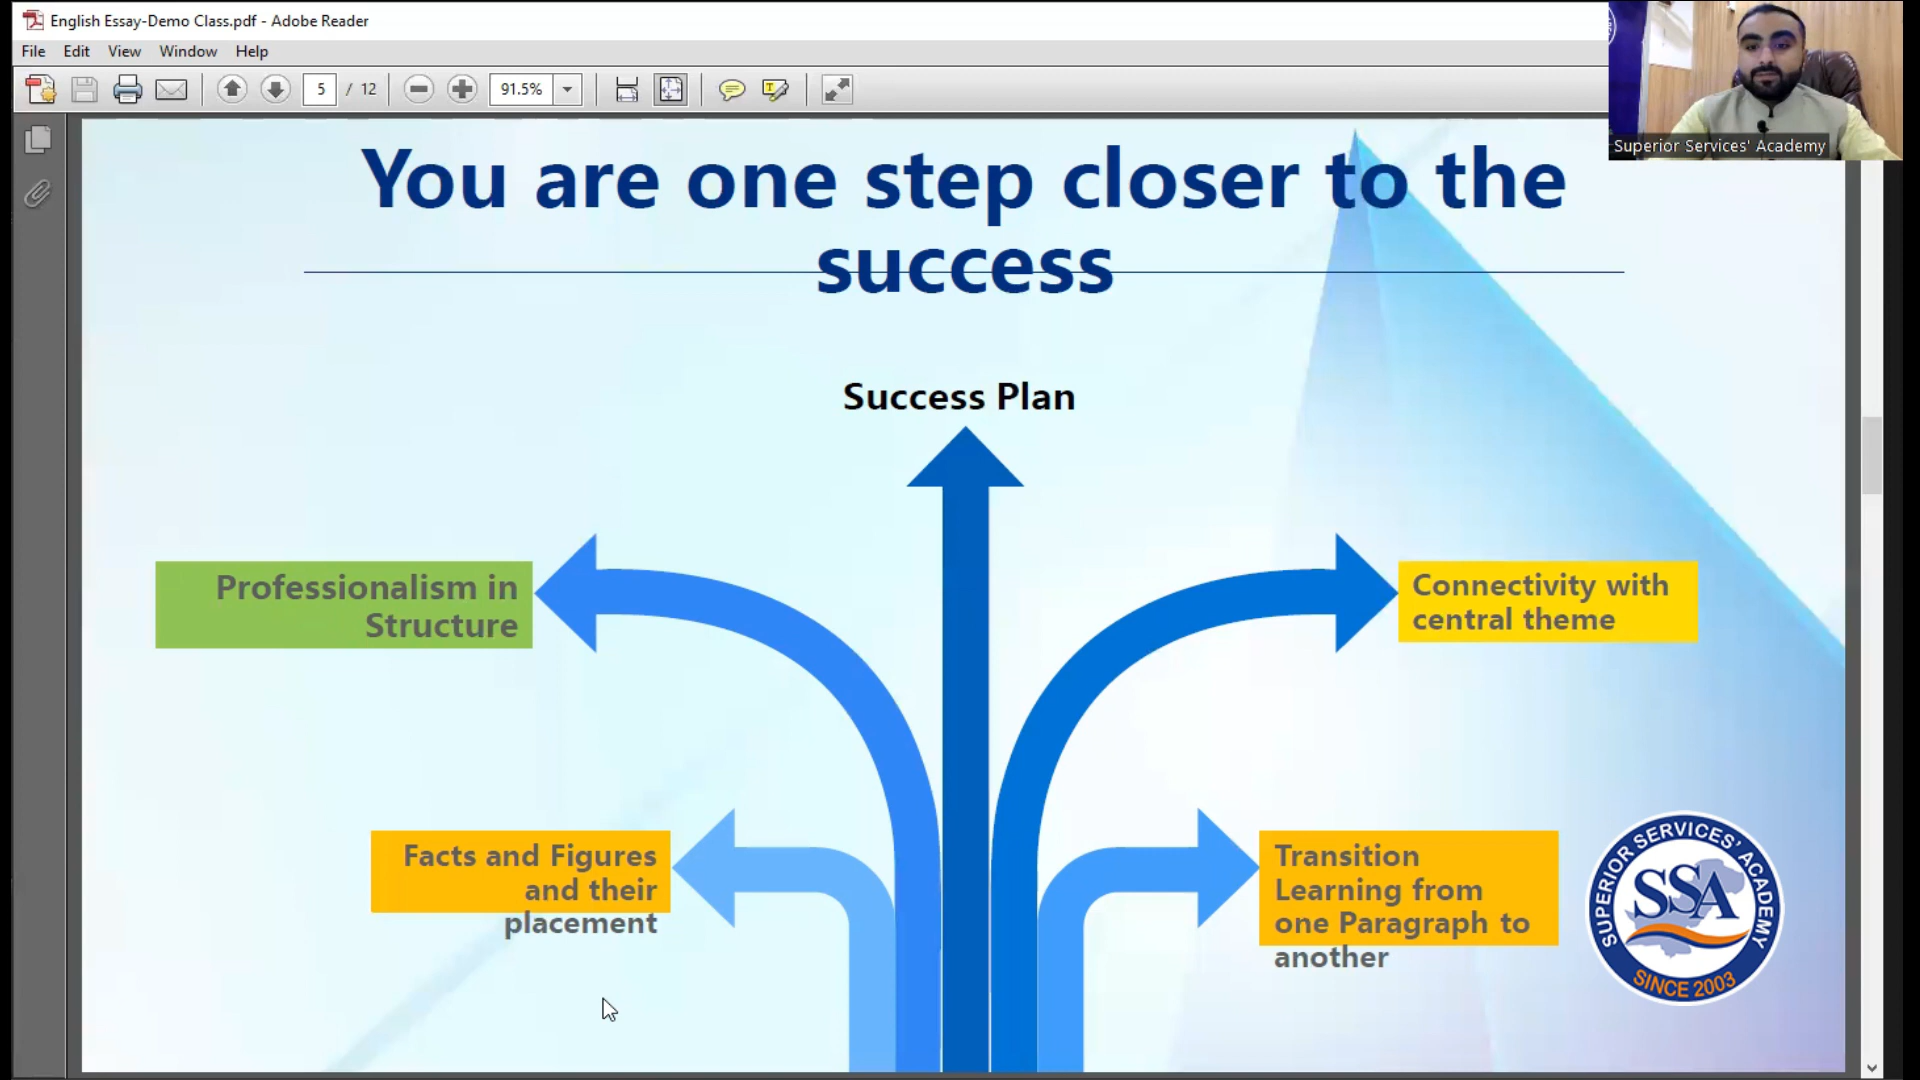 English Essay-Demo Class.pdf - Adobe Reader
File Edit View Window Help
5 / 12 91.5%
Superior Services' Academy
You are one step closer to the
success
Success Plan
Professionalism in
Structure
Connectivity with
central theme
Facts and Figures
and their
placement
Transition
Learning from
one Paragraph to
another
SUPERIOR SERVICES' ACADEMY
SSA
SINCE 2003